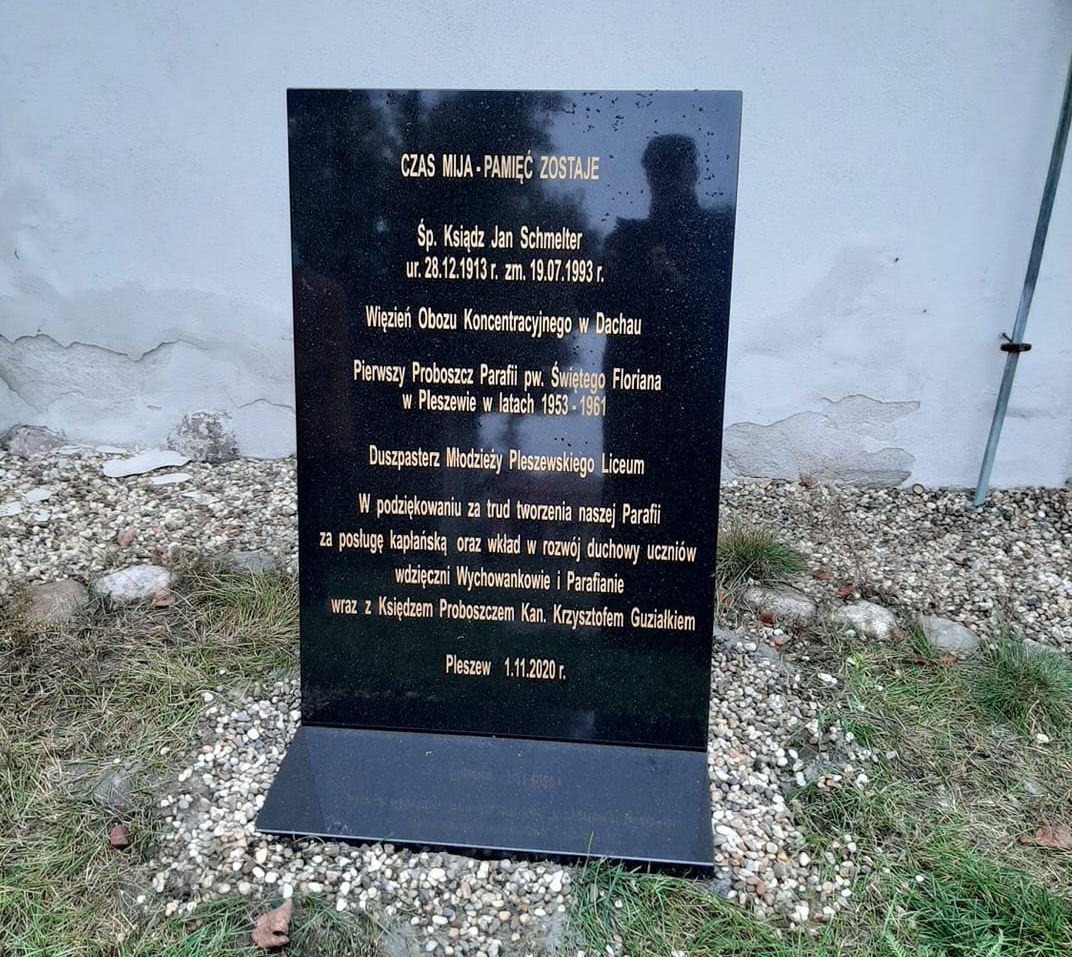 CZAS MIJA - PAMIĘĆ ZOSTAJE
Śp. Ksiądz Jan Schmelter
ur. 28.12.1913 r. zm. 19.07.1993 r.
Więzień Obozu Koncentracyjnego w Dachau
Pierwszy Proboszcz Parafii pw. Świętego Floriana
w Pleszewie w latach 1953 - 1961
Duszpasterz Młodzieży Pleszewskiego Liceum
W podziękowaniu za trud tworzenia naszej Parafii
za posługę kapłańską oraz wkład w rozwój duchowy uczniów
wdzięczni Wychowankowie i Parafianie
wraz z Księdzem Proboszczem Kan. Krzysztofem Guziałkiem
Pleszew 1.11.2020 r.